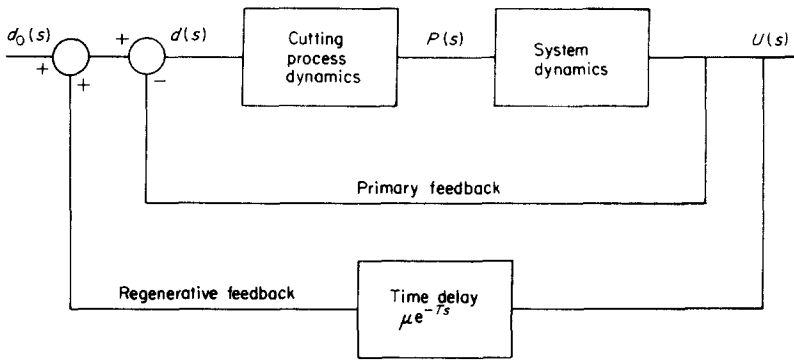 d₀(s)
+
+
+
d(s)
−
Cutting
process
dynamics
P(s)
System
dynamics
U(s)
Primary feedback
Regenerative feedback
Time delay
μe⁻ᵀˢ